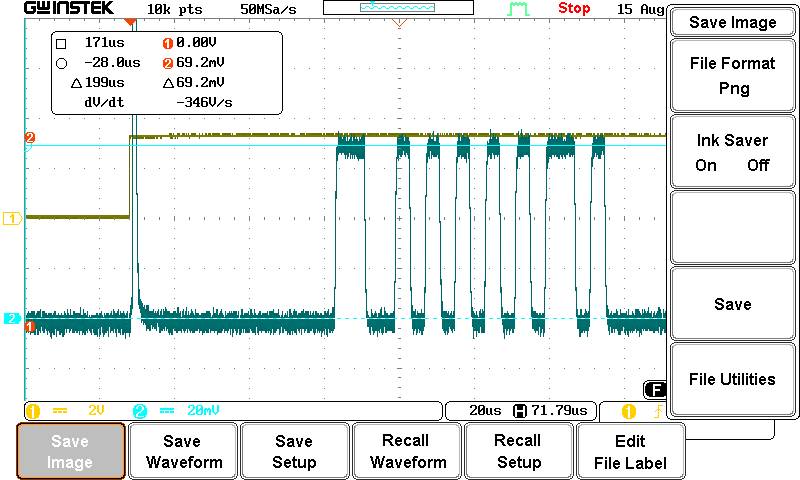 GWINSTEK 10k pts 50MSa/s Stop 15 Aug
171us 1 0.00V
-28.0us 2 69.2mV
△199us △69.2mV
dV/dt -346V/s
2
1
2
1
F
1 2V 2 20mV 20us H 71.79us 1
Save Image
File Format
Png
Ink Saver
On Off
Save
File Utilities
Save Image
Save Waveform
Save Setup
Recall Waveform
Recall Setup
Edit File Label